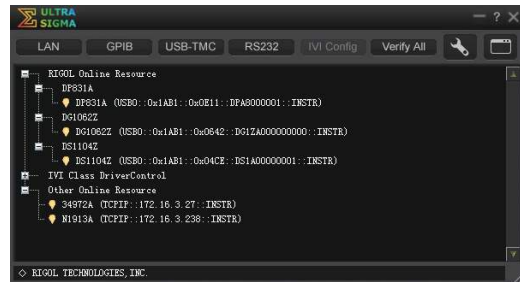 ULTRA
SIGMA
LAN GPIB USB-TMC RS232 IVI Config Verify All
RIGOL Online Resource
DP831A
DP831A (USB0::0x1AB1::0x0E11::DPA8000001::INSTR)
DG1062Z
DG1062Z (USB0::0x1AB1::0x0642::DG1ZA000000000::INSTR)
DS1104Z
DS1104Z (USB0::0x1AB1::0x04CE::DS1A00000001::INSTR)
IVI Class DriverControl
Other Online Resource
34972A (TCPIP::172.16.3.27::INSTR)
N1913A (TCPIP::172.16.3.238::INSTR)
RIGOL TECHNOLOGIES, INC.